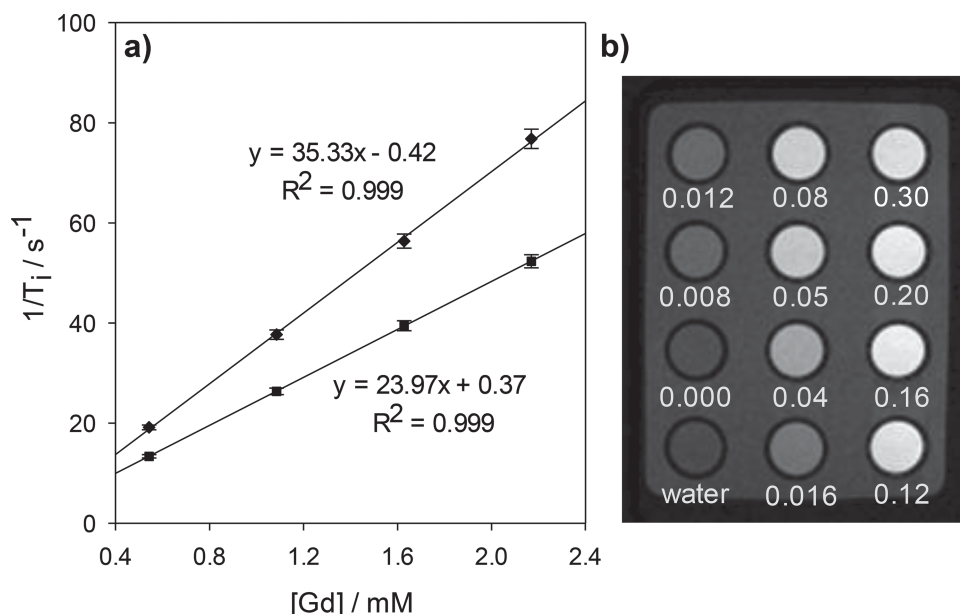 a)
100
80
60
40
20
0
1/Ti / s-1
y = 35.33x - 0.42
R2 = 0.999
y = 23.97x + 0.37
R2 = 0.999
0.4 0.8 1.2 1.6 2.0 2.4
[Gd] / mM
b)
0.012 0.08 0.30
0.008 0.05 0.20
0.000 0.04 0.16
water 0.016 0.12